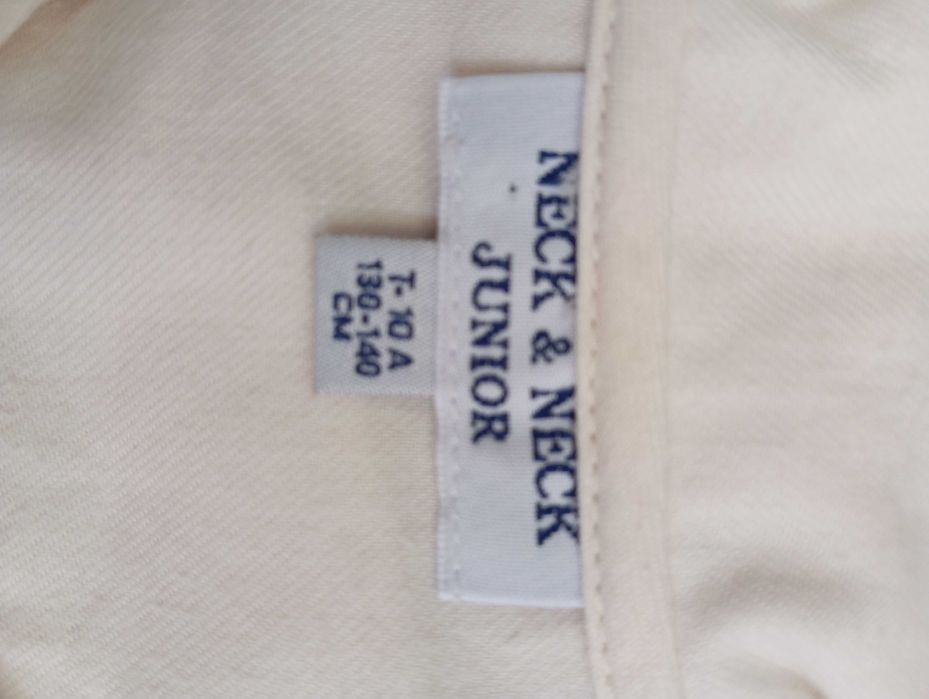 NECK & NECK
JUNIOR
T-10 A
130-140
CM